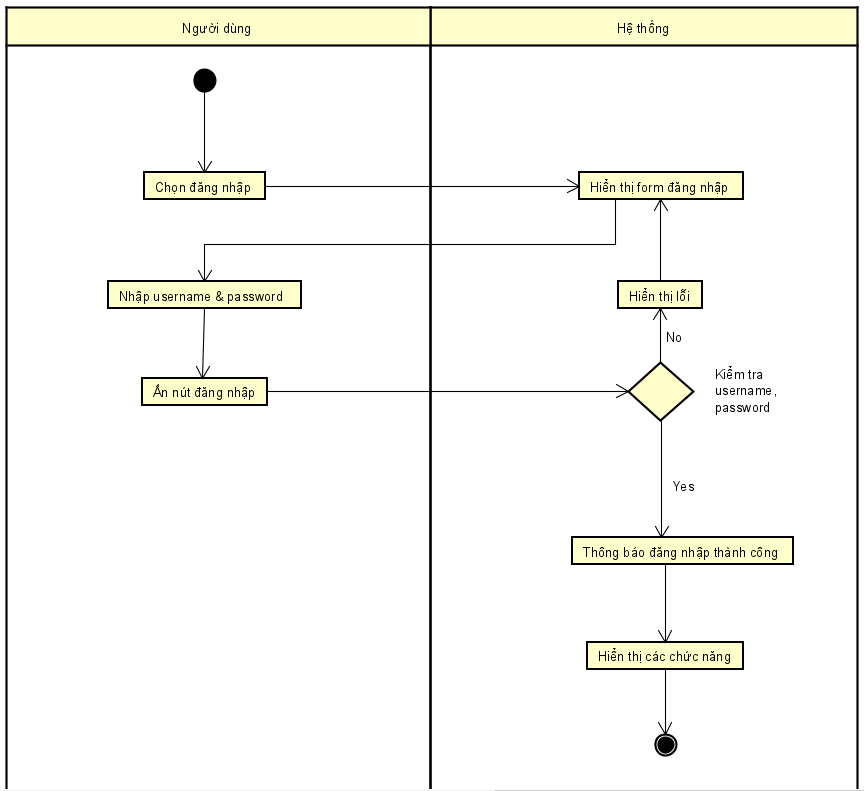 Người dùng
Hệ thống
Chọn đăng nhập
Hiển thị form đăng nhập
Nhập username & password
Hiển thị lỗi
No
Ấn nút đăng nhập
Kiểm tra
username,
password
Yes
Thông báo đăng nhập thành công
Hiển thị các chức năng